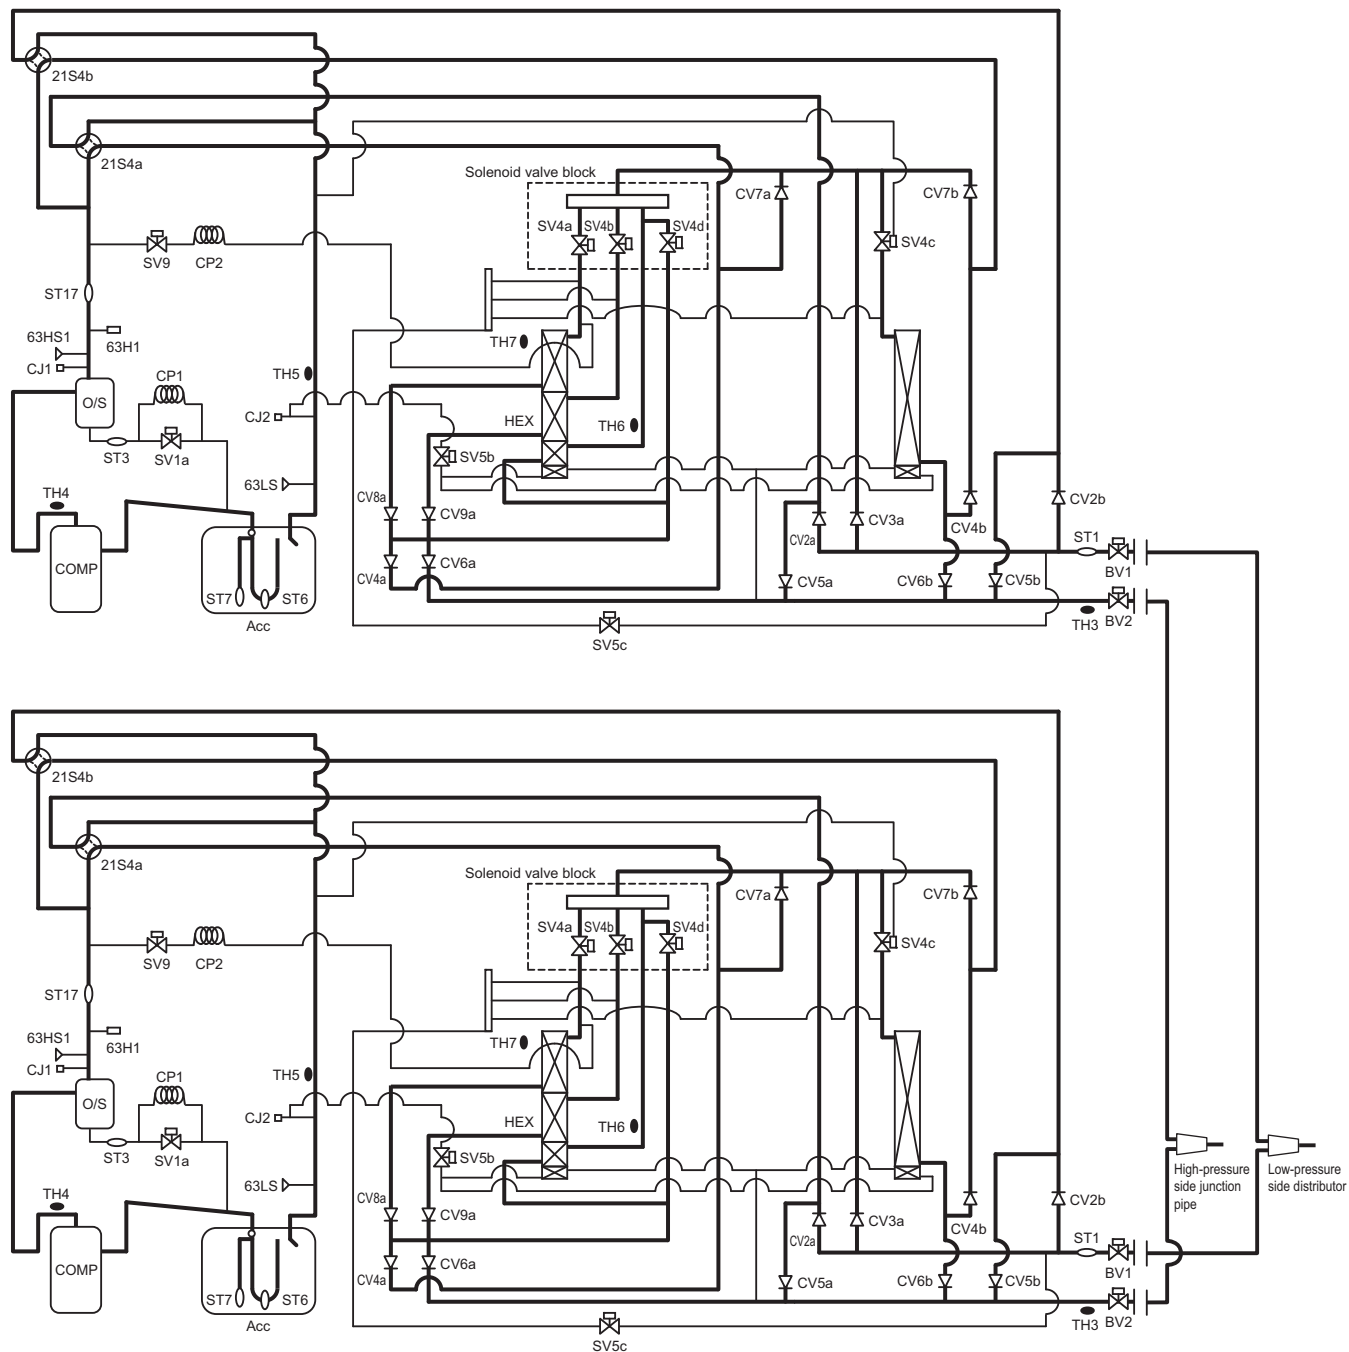 21S4b
21S4a
Solenoid valve block
CV7a
CV7b
SV4a
SV4b
SV4d
SV4c
SV9
CP2
ST17
63HS1
63H1
CJ1
TH7
TH5
CP1
O/S
CJ2
HEX
TH6
ST3
SV1a
SV5b
63LS
TH4
CV8a
CV9a
CV2a
CV3a
CV4b
CV2b
ST1
COMP
CV4a
CV6a
CV5a
CV6b
CV5b
BV1
ST7
ST6
TH3
BV2
Acc
SV5c
21S4b
21S4a
Solenoid valve block
CV7a
CV7b
SV4a
SV4b
SV4d
SV4c
SV9
CP2
ST17
63HS1
63H1
CJ1
TH7
TH5
CP1
O/S
CJ2
HEX
TH6
ST3
SV1a
SV5b
High-pressure
side junction
pipe
Low-pressure
side distributor
63LS
TH4
CV8a
CV9a
CV2a
CV3a
CV4b
CV2b
ST1
COMP
CV4a
CV6a
CV5a
CV6b
CV5b
BV1
ST7
ST6
TH3
BV2
Acc
SV5c